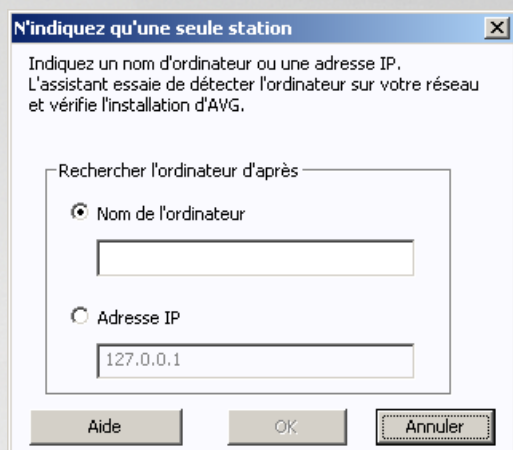 N'indiquez qu'une seule station
Indiquez un nom d'ordinateur ou une adresse IP.
L'assistant essaie de détecter l'ordinateur sur votre réseau
et vérifie l'installation d'AVG.
Rechercher l'ordinateur d'après
Nom de l'ordinateur
Adresse IP
127.0.0.1
Aide OK Annuler